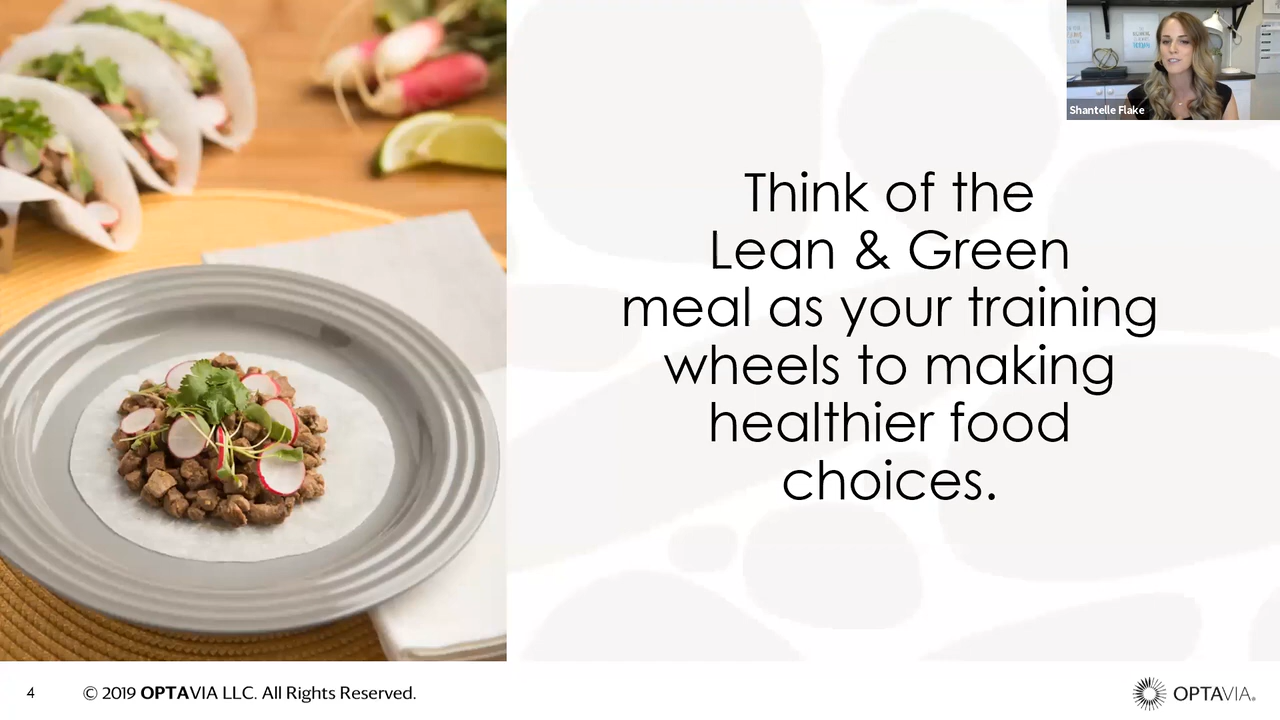 Shantelle Flake
Think of the
Lean & Green
meal as your training
wheels to making
healthier food
choices.
4
© 2019 OPTAVIA LLC. All Rights Reserved.
OPTAVIA®